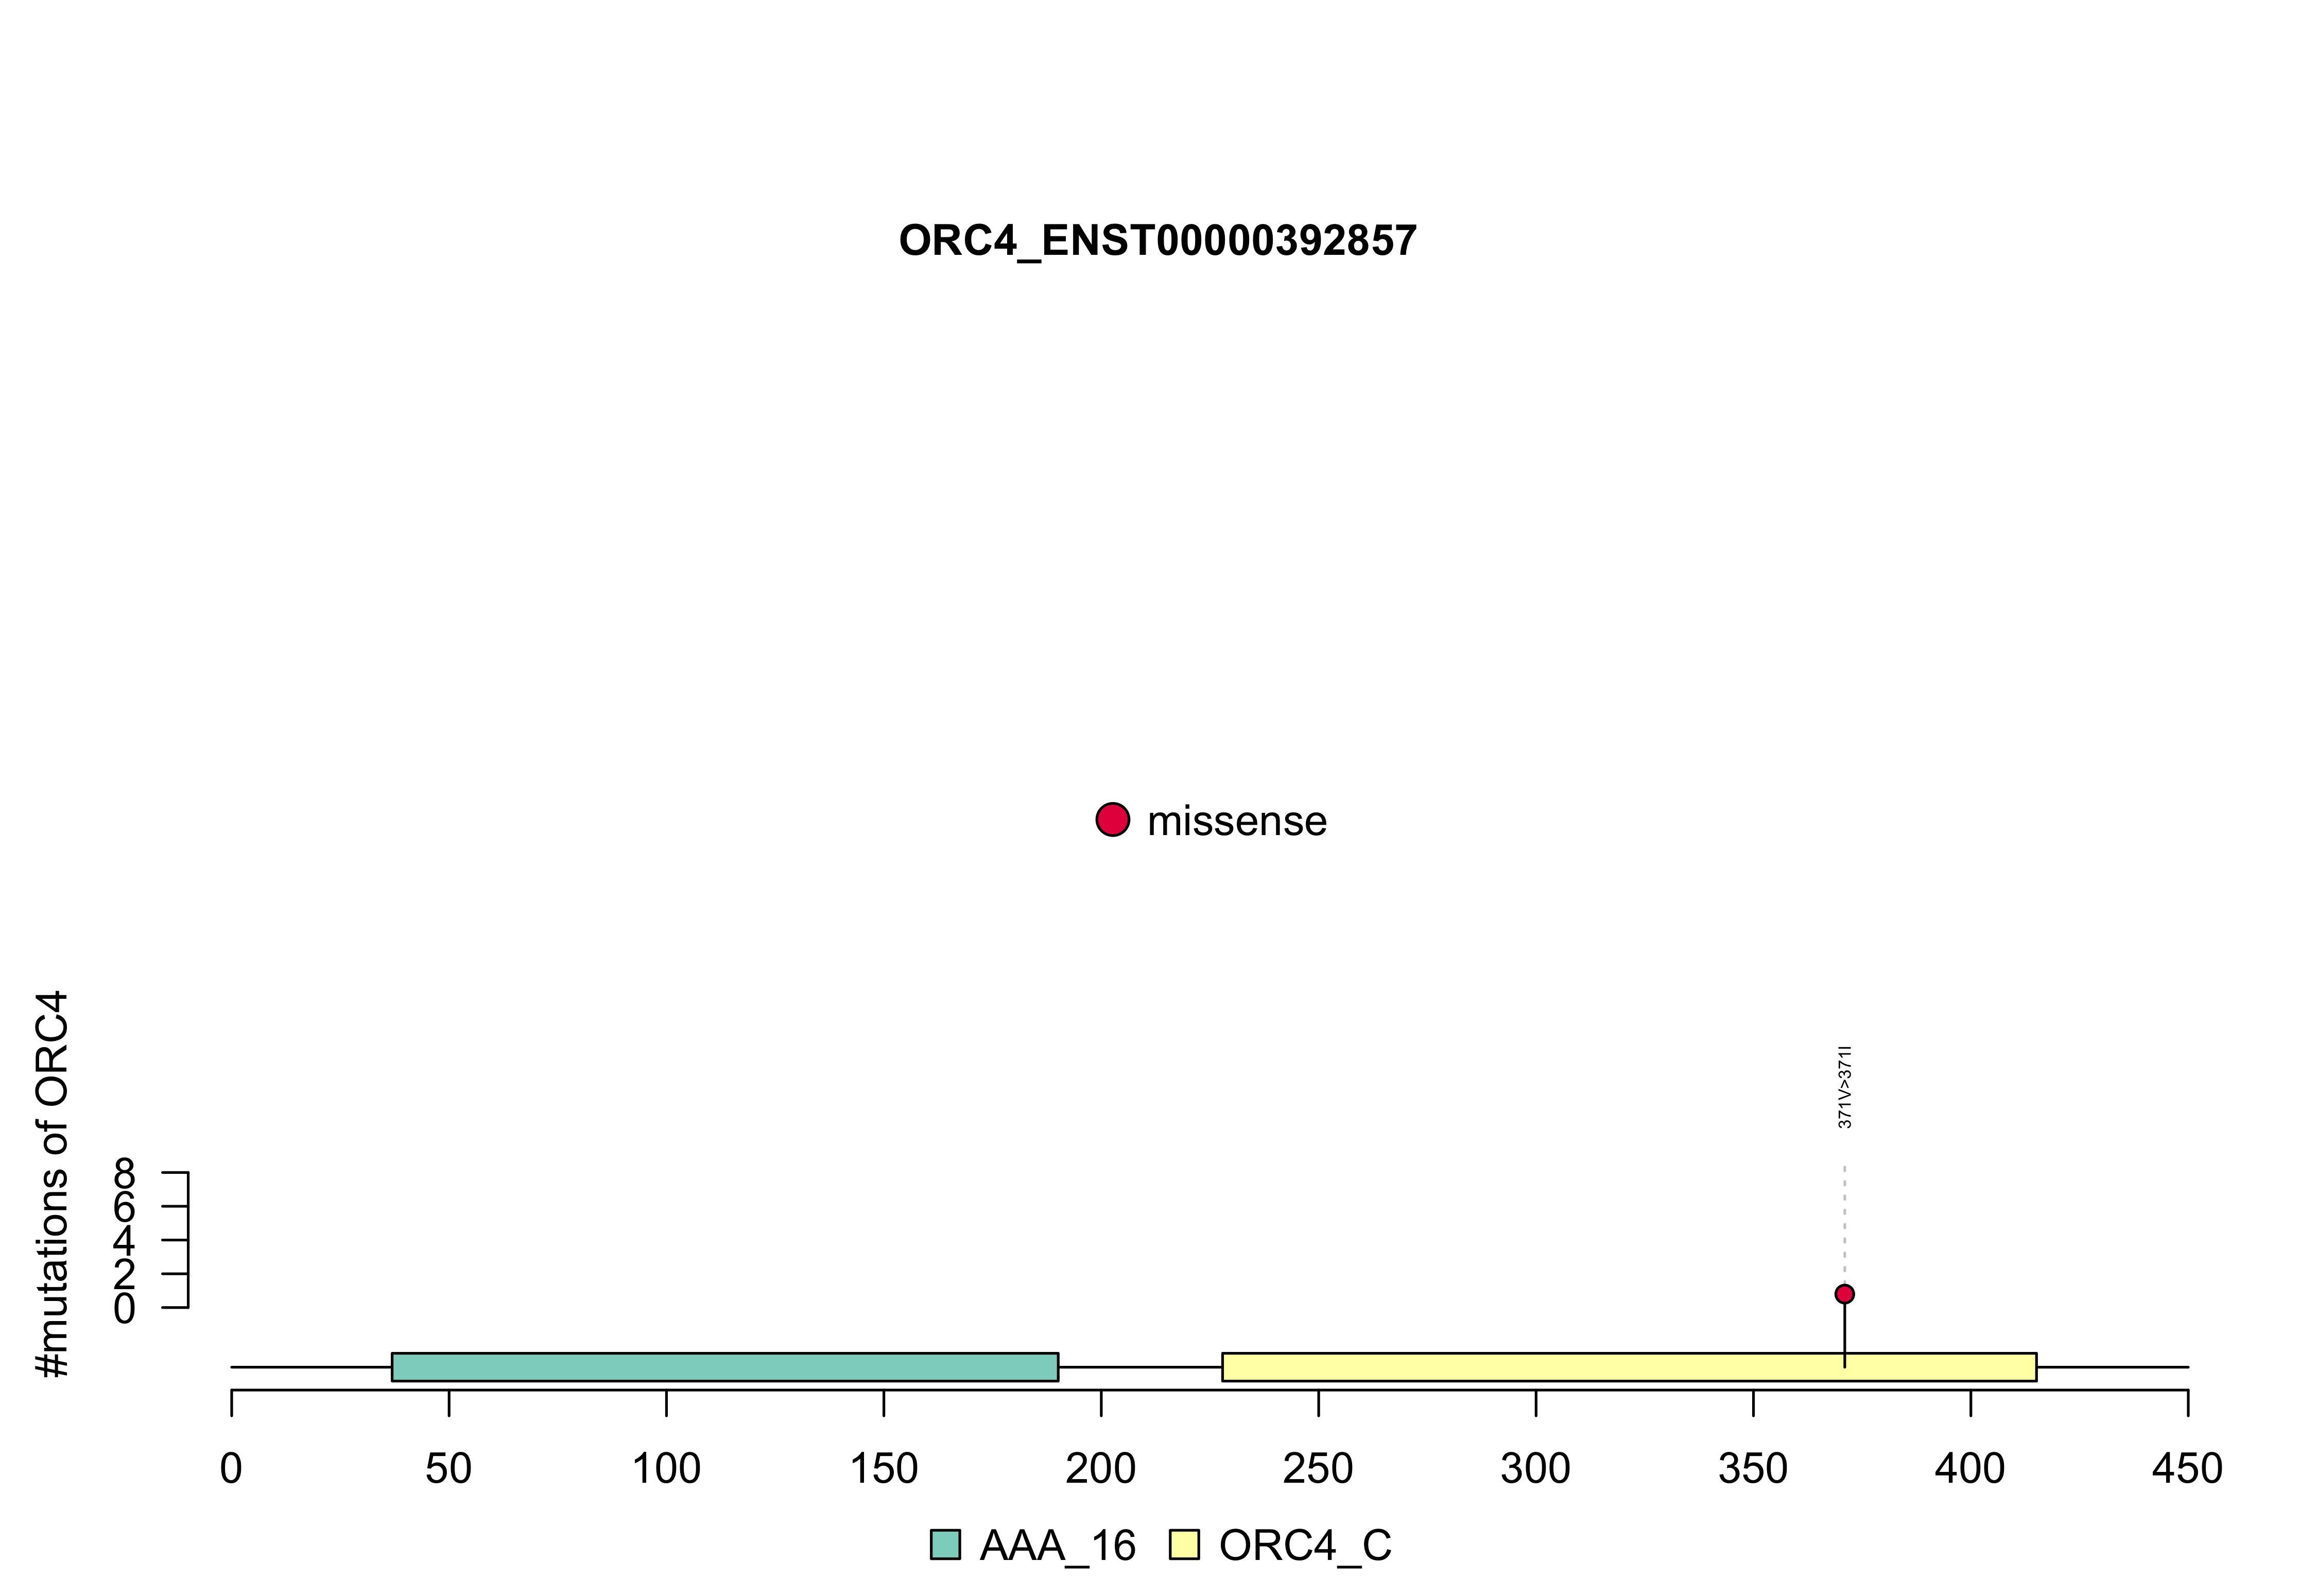 ORC4_ENST00000392857
missense
#mutations of ORC4
371V>371I
8
6
4
2
0
0 50 100 150 200 250 300 350 400 450
AAA_16 ORC4_C